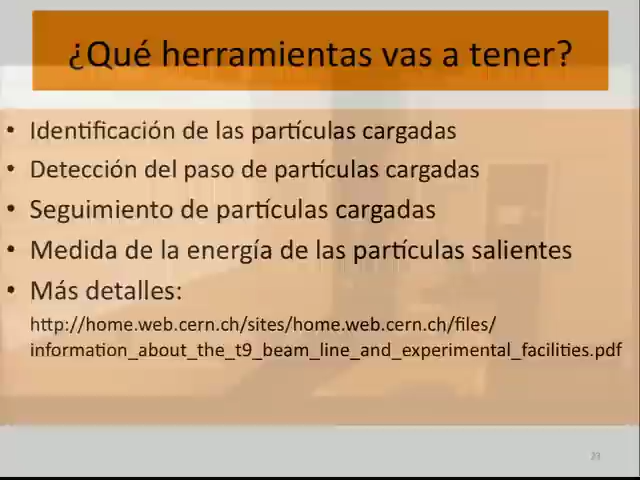 ¿Qué herramientas vas a tener?
• Identificación de las partículas cargadas
• Detección del paso de partículas cargadas
• Seguimiento de partículas cargadas
• Medida de la energía de las partículas salientes
• Más detalles:
http://home.web.cern.ch/sites/home.web.cern.ch/files/
information_about_the_t9_beam_line_and_experimental_facilities.pdf
23